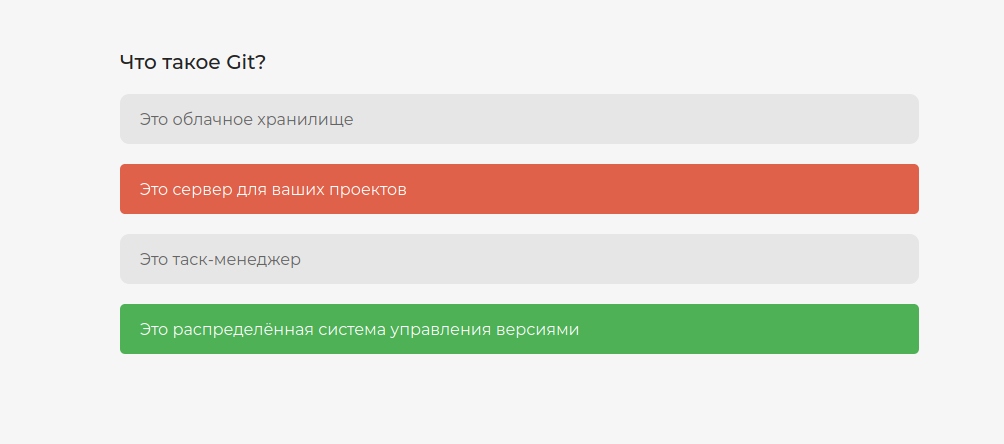 Что такое Git?
Это облачное хранилище
Это сервер для ваших проектов
Это таск-менеджер
Это распределённая система управления версиями